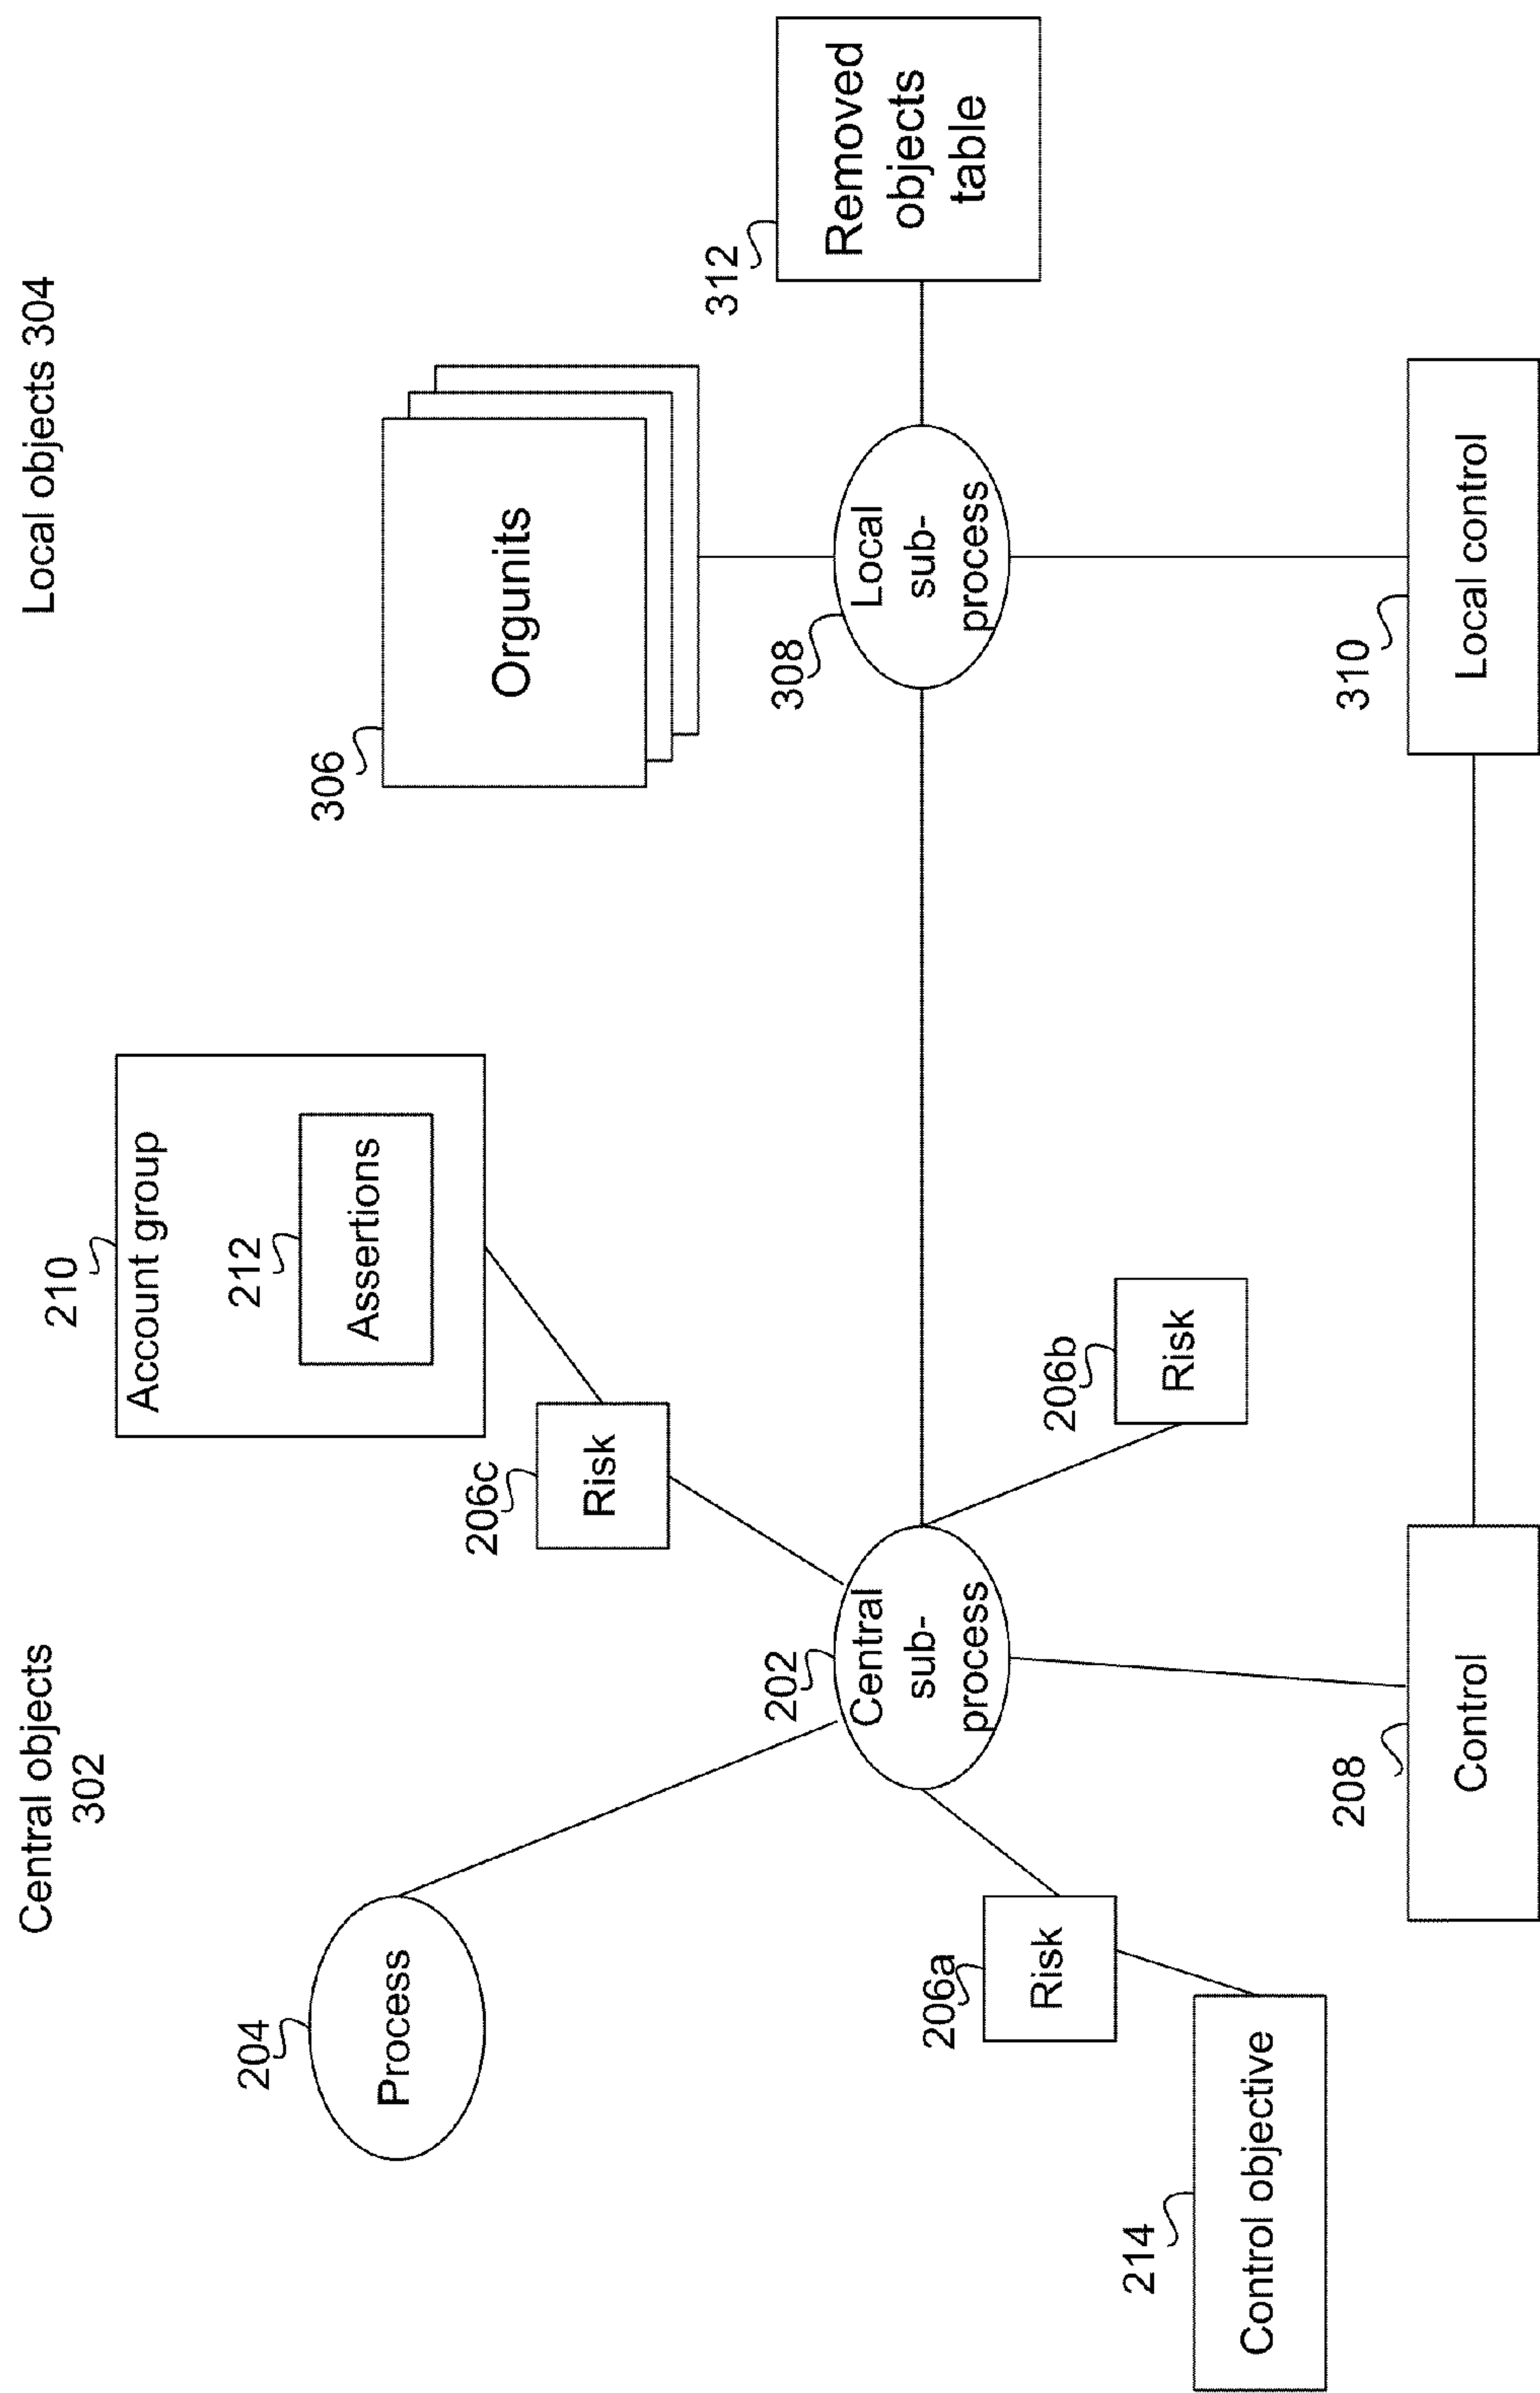 Central objects
302
Local objects 304
210
Account group
212
Assertions
204
Process
306
Orgunits
206c
Risk
202
Central
sub-
process
308
Local
sub-
process
312
Removed
objects
table
206a
Risk
206b
Risk
214
Control objective
208
Control
310
Local control